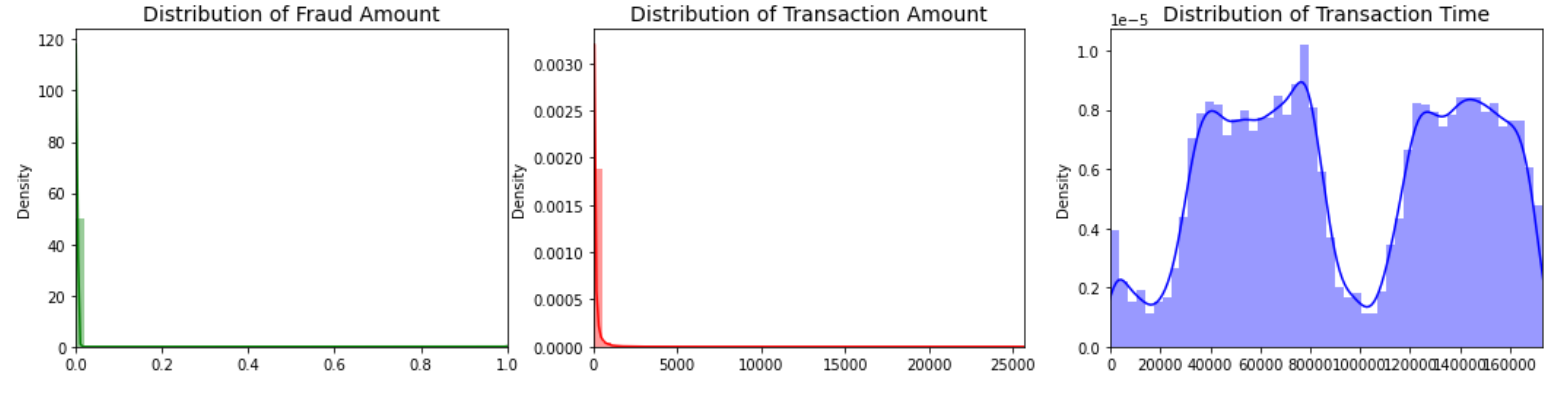 Distribution of Fraud Amount
Density
120
100
80
60
40
20
0
0.0 0.2 0.4 0.6 0.8 1.0
Distribution of Transaction Amount
Density
0.0030
0.0025
0.0020
0.0015
0.0010
0.0005
0.0000
0 5000 10000 15000 20000 25000
1e−5 Distribution of Transaction Time
Density
1.0
0.8
0.6
0.4
0.2
0.0
0 20000 40000 60000 80000 100000 120000 140000 160000